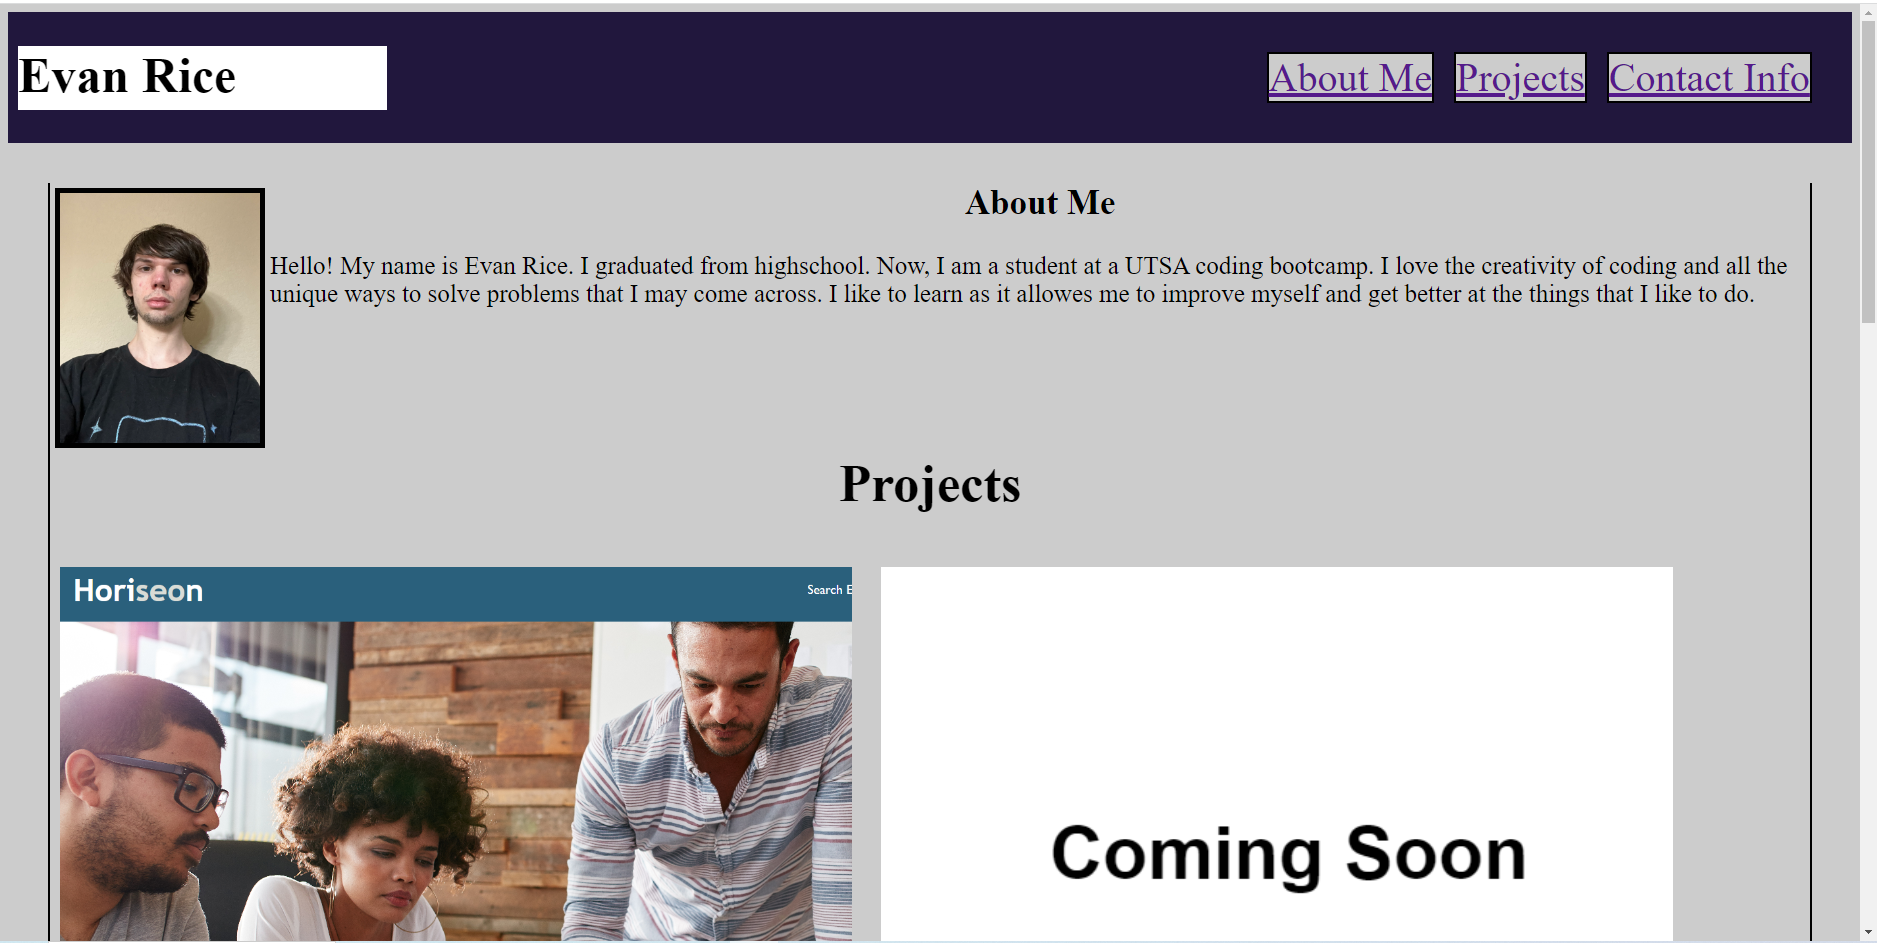 Evan Rice
About Me Projects Contact Info
About Me
Hello! My name is Evan Rice. I graduated from highschool. Now, I am a student at a UTSA coding bootcamp. I love the creativity of coding and all the
unique ways to solve problems that I may come across. I like to learn as it allowes me to improve myself and get better at the things that I like to do.
Projects
Horiseon
Search E
Coming Soon